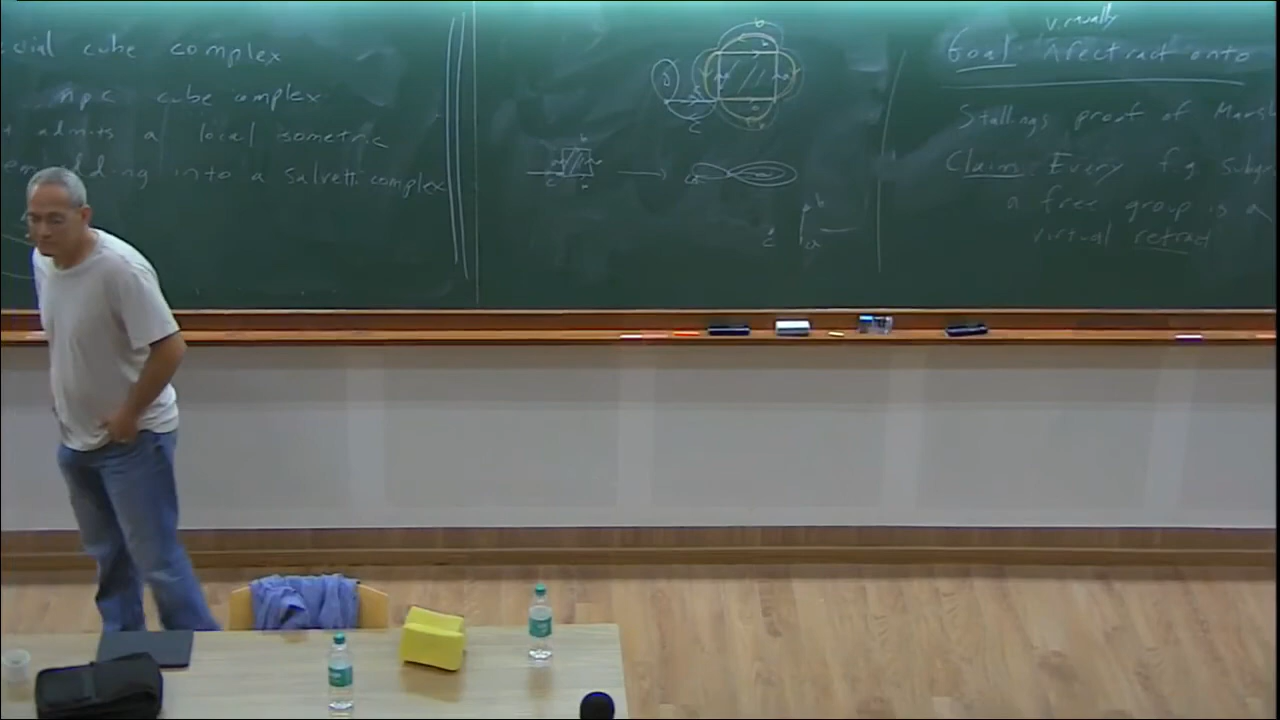 cial cube complex
npc cube complex
t admits a local isometric
embedding into a Salvetti complex
b
c
b
c
a
c
b
a
virtually
Goal: retract onto
Stallings proof of Marsh
Claim: Every f.g. Subgr
a free group is a
virtual retract